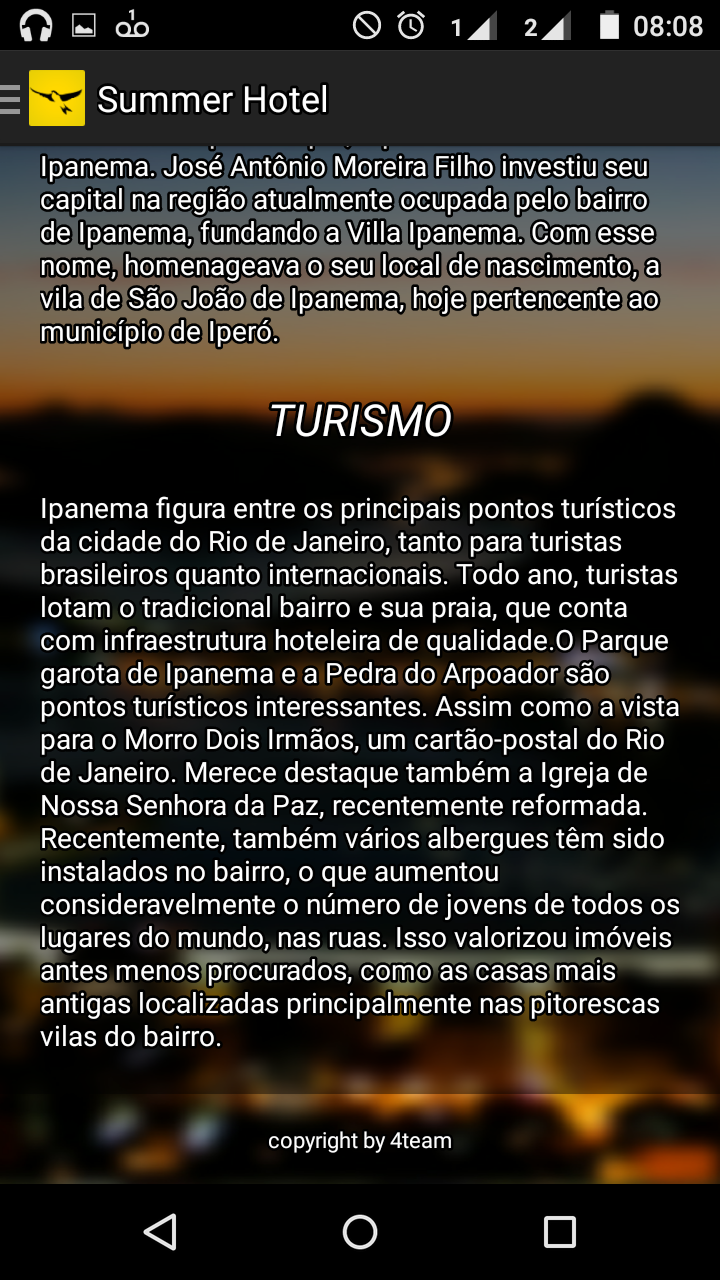 1
1 2 08:08
Summer Hotel
Ipanema. José Antônio Moreira Filho investiu seu
capital na região atualmente ocupada pelo bairro
de Ipanema, fundando a Villa Ipanema. Com esse
nome, homenageava o seu local de nascimento, a
vila de São João de Ipanema, hoje pertencente ao
município de Iperó.
TURISMO
Ipanema figura entre os principais pontos turísticos
da cidade do Rio de Janeiro, tanto para turistas
brasileiros quanto internacionais. Todo ano, turistas
lotam o tradicional bairro e sua praia, que conta
com infraestrutura hoteleira de qualidade.O Parque
garota de Ipanema e a Pedra do Arpoador são
pontos turísticos interessantes. Assim como a vista
para o Morro Dois Irmãos, um cartão-postal do Rio
de Janeiro. Merece destaque também a Igreja de
Nossa Senhora da Paz, recentemente reformada.
Recentemente, também vários albergues têm sido
instalados no bairro, o que aumentou
consideravelmente o número de jovens de todos os
lugares do mundo, nas ruas. Isso valorizou imóveis
antes menos procurados, como as casas mais
antigas localizadas principalmente nas pitorescas
vilas do bairro.
copyright by 4team